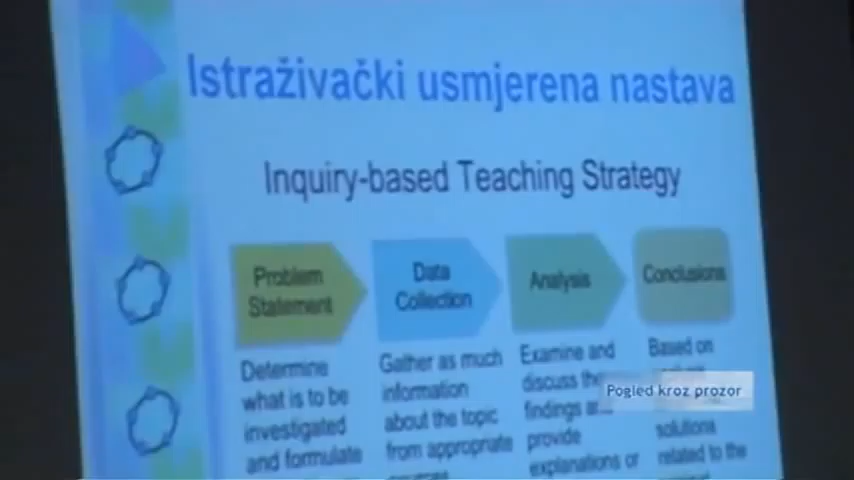 Istraživački usmjerena nastava
Inquiry-based Teaching Strategy
Problem
Statement
Data
Collection
Analysis
Conclusions
Determine
what is to be
investigated
and formulate
Gather as much
information
about the topic
from appropriate
Examine and
discuss the
findings
provide
explanations or
Based on
solutions
related to the
Pogled kroz prozor